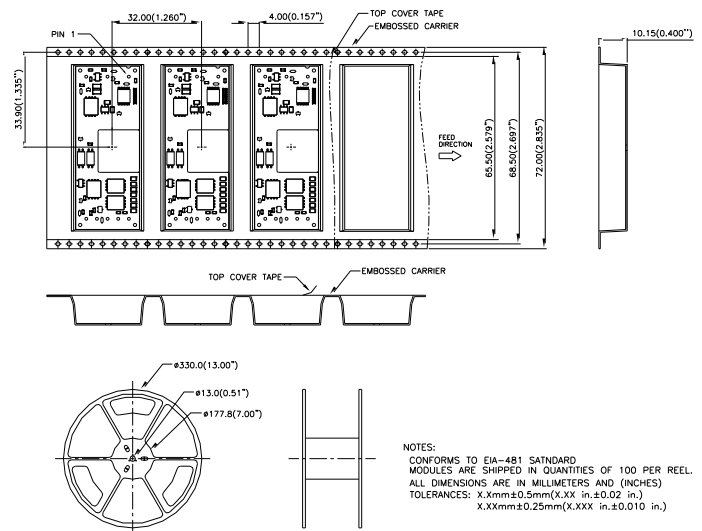 32.00(1.260")
4.00(0.157")
TOP COVER TAPE
EMBOSSED CARRIER
PIN 1
10.15(0.400")
33.90(1.335")
FEED
DIRECTION
65.50(2.579")
68.50(2.697")
72.00(2.835")
TOP COVER TAPE
EMBOSSED CARRIER
ø330.0(13.00")
ø13.0(0.51")
ø177.8(7.00")
NOTES:
CONFORMS TO EIA-481 SATNDARD
MODULES ARE SHIPPED IN QUANTITIES OF 100 PER REEL.
ALL DIMENSIONS ARE IN MILLIMETERS AND (INCHES)
TOLERANCES: X.Xmm±0.5mm(X.XX in.±0.02 in.)
X.XXmm±0.25mm(X.XXX in.±0.010 in.)